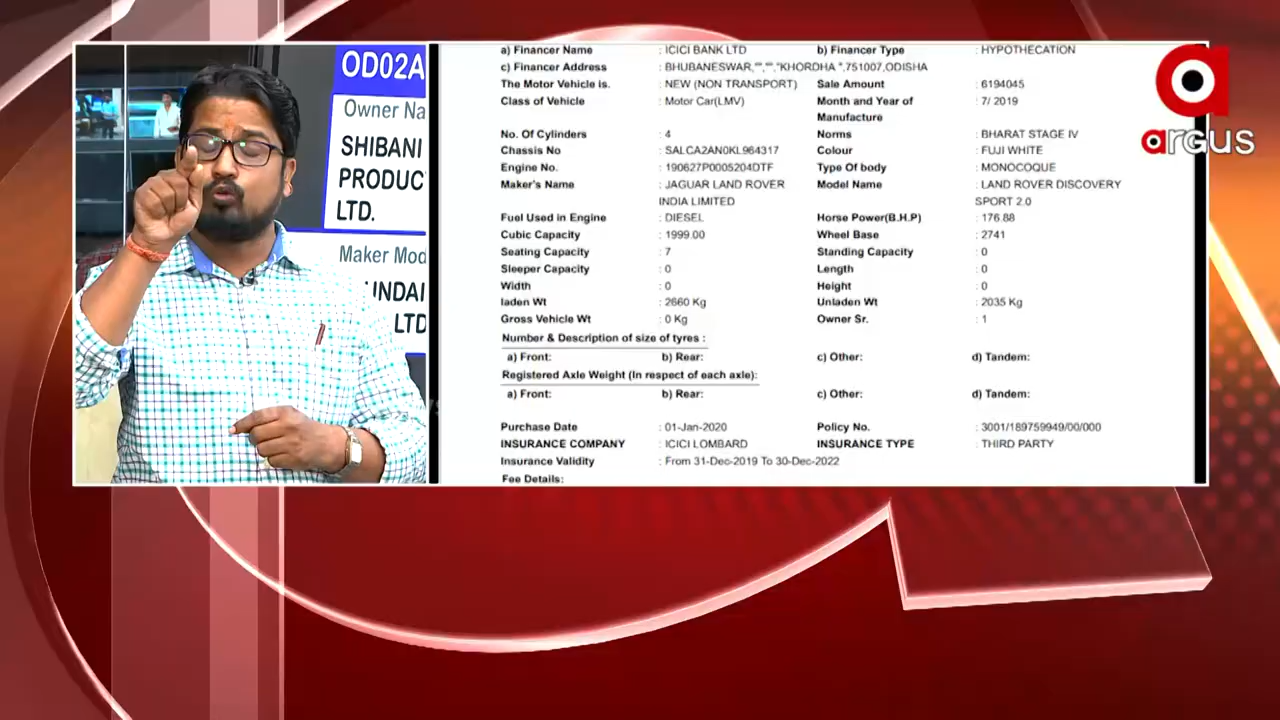 OD02A
Owner Na
SHIBANI
PRODUC
LTD.
Maker Mod
UNDAI
LTD
a) Financer Name : ICICI BANK LTD b) Financer Type : HYPOTHECATION
c) Financer Address : BHUBANESWAR,"","","KHORDHA ",751007,ODISHA
The Motor Vehicle is. : NEW (NON TRANSPORT) Sale Amount : 6194045
Class of Vehicle : Motor Car(LMV) Month and Year of : 7/ 2019
Manufacture
No. Of Cylinders : 4 Norms : BHARAT STAGE IV
Chassis No : SALCA2AN0KL964317 Colour : FUJI WHITE
Engine No. : 190627P0005204DTF Type Of body : MONOCOQUE
Maker's Name : JAGUAR LAND ROVER Model Name : LAND ROVER DISCOVERY
INDIA LIMITED SPORT 2.0
Fuel Used in Engine : DIESEL Horse Power(B.H.P) : 176.88
Cubic Capacity : 1999.00 Wheel Base : 2741
Seating Capacity : 7 Standing Capacity : 0
Sleeper Capacity : 0 Length : 0
Width : 0 Height : 0
laden Wt : 2660 Kg Unladen Wt : 2035 Kg
Gross Vehicle Wt : 0 Kg Owner Sr. : 1
Number & Description of size of tyres :
a) Front: b) Rear: c) Other: d) Tandem:
Registered Axle Weight (In respect of each axle):
a) Front: b) Rear: c) Other: d) Tandem:
Purchase Date : 01-Jan-2020 Policy No. : 3001/189759949/00/000
INSURANCE COMPANY : ICICI LOMBARD INSURANCE TYPE : THIRD PARTY
Insurance Validity : From 31-Dec-2019 To 30-Dec-2022
Fee Details:
argus